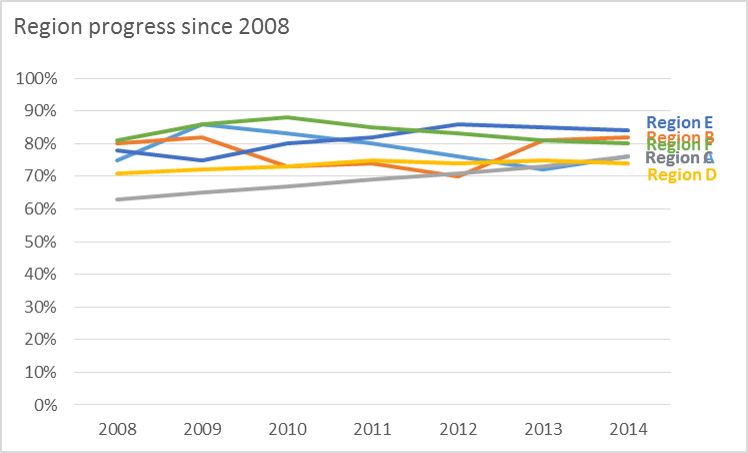 Region progress since 2008
100%
90%
80%
70%
60%
50%
40%
30%
20%
10%
0%
Region E
Region B
Region F
Region C
Region A
Region D
2008 2009 2010 2011 2012 2013 2014